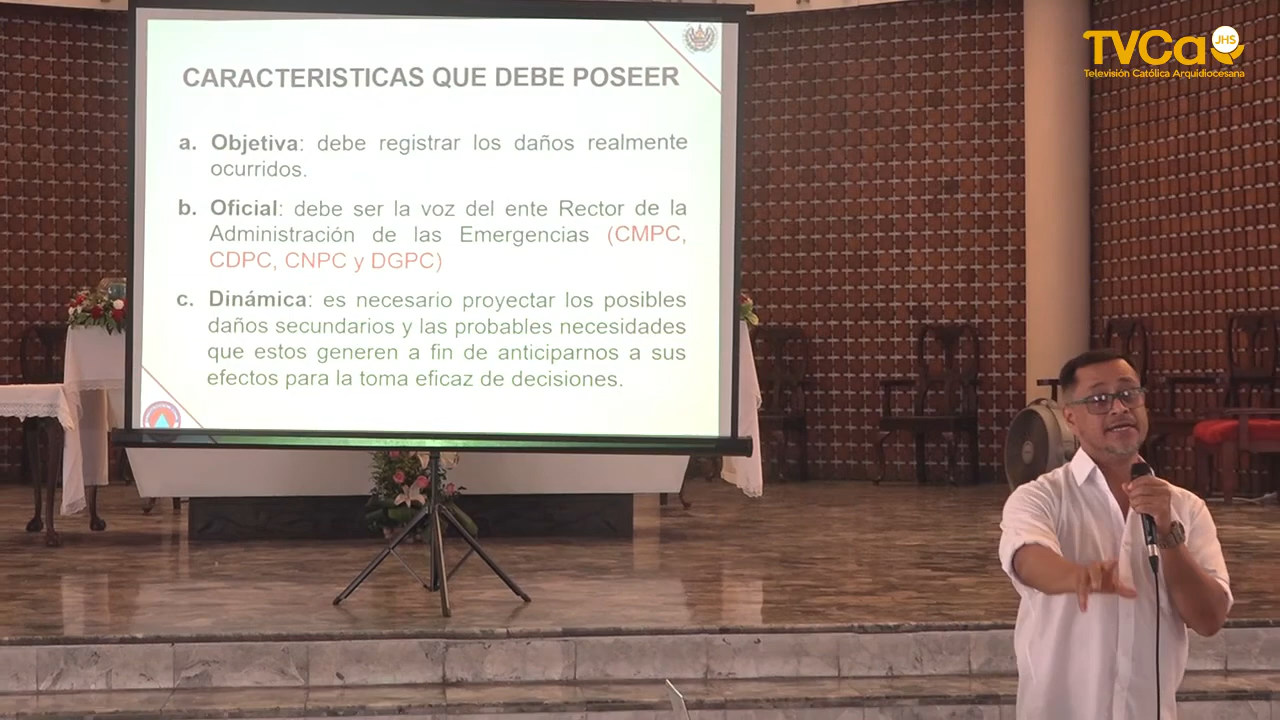 TVCa
JHS
Televisión Católica Arquidiocesana
CARACTERISTICAS QUE DEBE POSEER
a. Objetiva: debe registrar los daños realmente
ocurridos.
b. Oficial: debe ser la voz del ente Rector de la
Administración de las Emergencias (CMPC,
CDPC, CNPC y DGPC)
c. Dinámica: es necesario proyectar los posibles
daños secundarios y las probables necesidades
que estos generen a fin de anticiparnos a sus
efectos para la toma eficaz de decisiones.